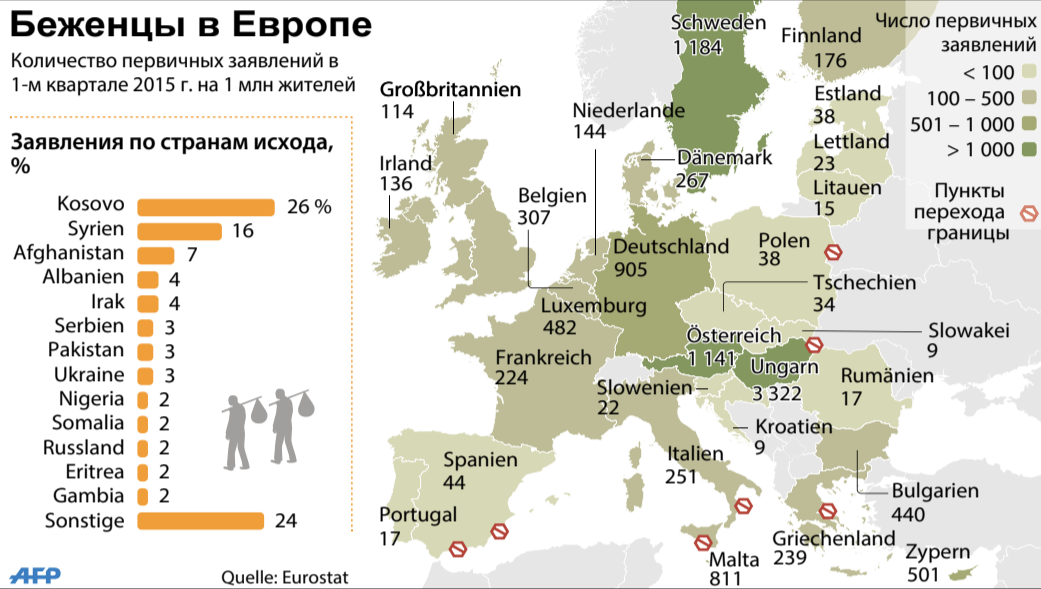 Беженцы в Европе
Количество первичных заявлений в
1-м квартале 2015 г. на 1 млн жителей
Заявления по странам исхода,
%
Kosovo 26 %
Syrien 16
Afghanistan 7
Albanien 4
Irak 4
Serbien 3
Pakistan 3
Ukraine 3
Nigeria 2
Somalia 2
Russland 2
Eritrea 2
Gambia 2
Sonstige 24
AFP
Quelle: Eurostat
Число первичных
заявлений
< 100
100 – 500
501 – 1 000
> 1 000
Пункты
перехода
границы
Schweden
1 184
Finnland
176
Estland
38
Lettland
23
Litauen
15
Großbritannien
114
Niederlande
144
Irland
136
Dänemark
267
Belgien
307
Deutschland
905
Polen
38
Tschechien
34
Luxemburg
482
Slowakei
9
Österreich
1 141
Ungarn
3 322
Frankreich
224
Rumänien
17
Slowenien
22
Kroatien
9
Italien
251
Spanien
44
Bulgarien
440
Portugal
17
Griechenland
239
Malta
811
Zypern
501